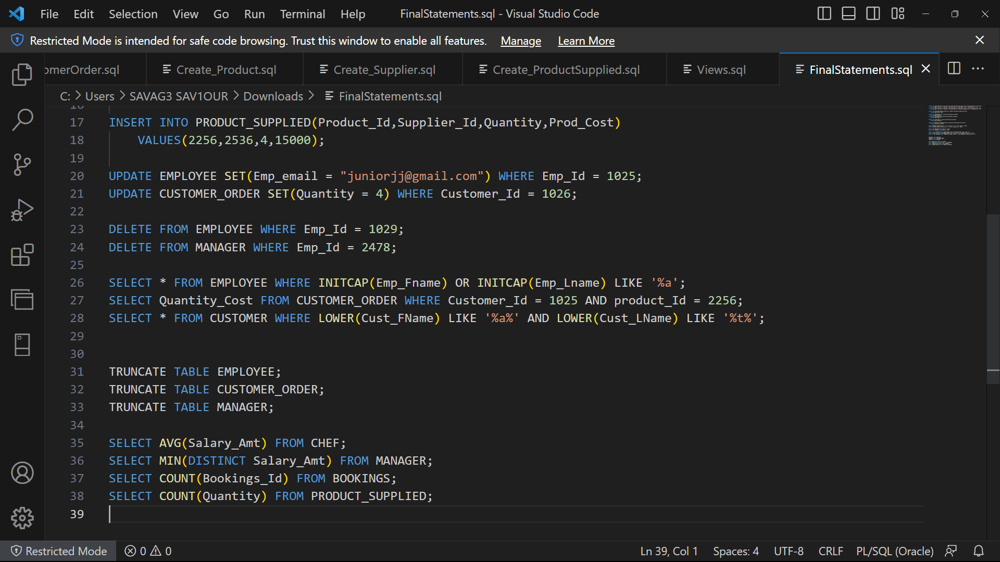 File Edit Selection View Go Run Terminal Help FinalStatements.sql - Visual Studio Code
Restricted Mode is intended for safe code browsing. Trust this window to enable all features. Manage Learn More
omerOrder.sql Create_Product.sql Create_Supplier.sql Create_ProductSupplied.sql Views.sql FinalStatements.sql
C: > Users > SAVAG3 SAV1OUR > Downloads > FinalStatements.sql
16
17 INSERT INTO PRODUCT_SUPPLIED(Product_Id,Supplier_Id,Quantity,Prod_Cost)
18 VALUES(2256,2536,4,15000);
19
20 UPDATE EMPLOYEE SET(Emp_email = "juniorjj@gmail.com") WHERE Emp_Id = 1025;
21 UPDATE CUSTOMER_ORDER SET(Quantity = 4) WHERE Customer_Id = 1026;
22
23 DELETE FROM EMPLOYEE WHERE Emp_Id = 1029;
24 DELETE FROM MANAGER WHERE Emp_Id = 2478;
25
26 SELECT * FROM EMPLOYEE WHERE INITCAP(Emp_Fname) OR INITCAP(Emp_Lname) LIKE '%a';
27 SELECT Quantity_Cost FROM CUSTOMER_ORDER WHERE Customer_Id = 1025 AND product_Id = 2256;
28 SELECT * FROM CUSTOMER WHERE LOWER(Cust_FName) LIKE '%a%' AND LOWER(Cust_LName) LIKE '%t%';
29
30
31 TRUNCATE TABLE EMPLOYEE;
32 TRUNCATE TABLE CUSTOMER_ORDER;
33 TRUNCATE TABLE MANAGER;
34
35 SELECT AVG(Salary_Amt) FROM CHEF;
36 SELECT MIN(DISTINCT Salary_Amt) FROM MANAGER;
37 SELECT COUNT(Bookings_Id) FROM BOOKINGS;
38 SELECT COUNT(Quantity) FROM PRODUCT_SUPPLIED;
39
Restricted Mode 0 0 Ln 39, Col 1 Spaces: 4 UTF-8 CRLF PL/SQL (Oracle)